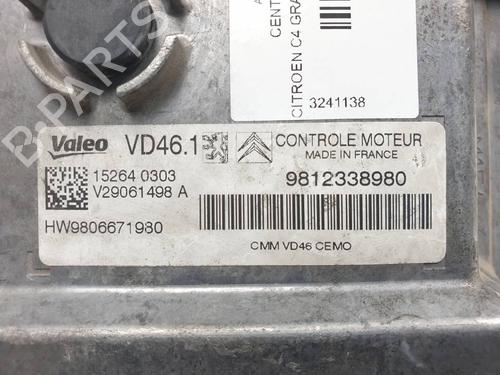 CENT
CITROEN C4 GRA
3241138
B-PARTS
Valeo VD46.1
CONTROLE MOTEUR
MADE IN FRANCE
15264 0303
V29061498 A
9812338980
HW9806671980
CMM VD46 CEMO